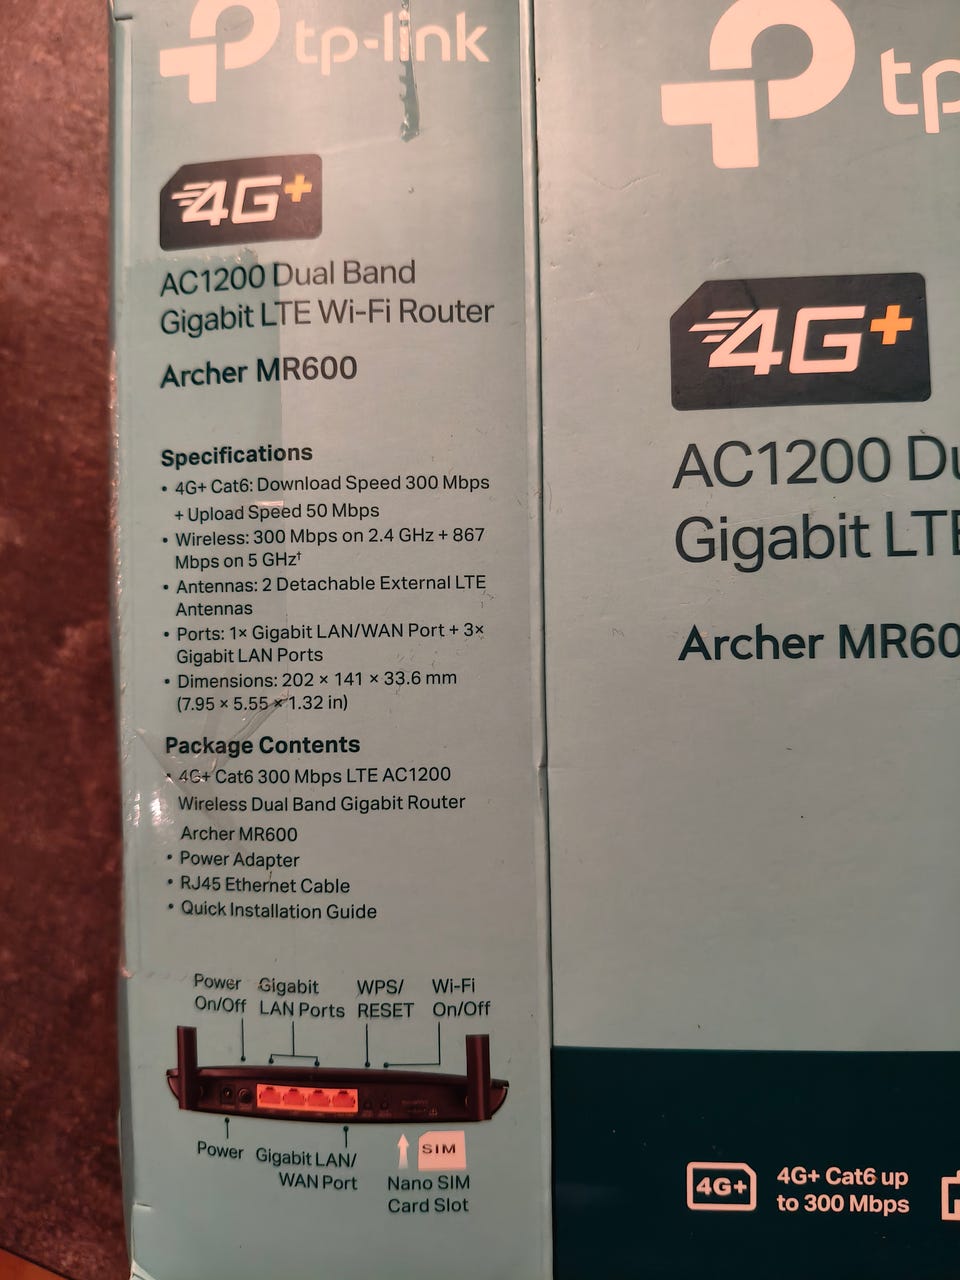 tp-link
4G+
AC1200 Dual Band
Gigabit LTE Wi-Fi Router
Archer MR600
Specifications
• 4G+ Cat6: Download Speed 300 Mbps
+ Upload Speed 50 Mbps
• Wireless: 300 Mbps on 2.4 GHz + 867
Mbps on 5 GHz†
• Antennas: 2 Detachable External LTE
Antennas
• Ports: 1× Gigabit LAN/WAN Port + 3×
Gigabit LAN Ports
• Dimensions: 202 × 141 × 33.6 mm
(7.95 × 5.55 × 1.32 in)
Package Contents
• 4G+ Cat6 300 Mbps LTE AC1200
Wireless Dual Band Gigabit Router
Archer MR600
• Power Adapter
• RJ45 Ethernet Cable
• Quick Installation Guide
Power
On/Off
Gigabit
LAN Ports
WPS/
RESET
Wi-Fi
On/Off
Power
Gigabit LAN/
WAN Port
SIM
Nano SIM
Card Slot
tp
4G+
AC1200 Du
Gigabit LTE
Archer MR60
4G+
4G+ Cat6 up
to 300 Mbps